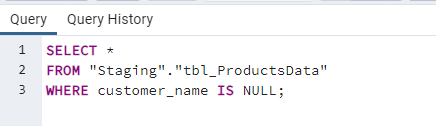 Query Query History
1 SELECT *
2 FROM "Staging"."tbl_ProductsData"
3 WHERE customer_name IS NULL;